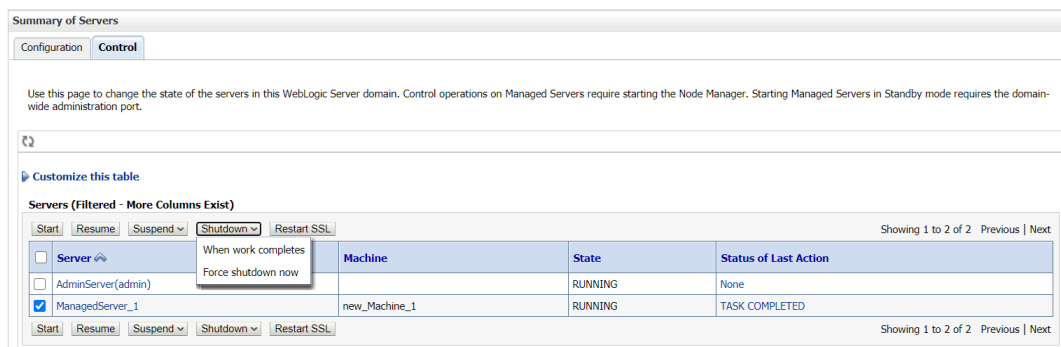 Summary of Servers
Configuration Control
Use this page to change the state of the servers in this WebLogic Server domain. Control operations on Managed Servers require starting the Node Manager. Starting Managed Servers in Standby mode requires the domain-
wide administration port.
Customize this table
Servers (Filtered - More Columns Exist)
Start Resume Suspend Shutdown Restart SSL Showing 1 to 2 of 2 Previous | Next
When work completes
Force shutdown now
Server Machine State Status of Last Action
AdminServer(admin) RUNNING None
ManagedServer_1 new_Machine_1 RUNNING TASK COMPLETED
Start Resume Suspend Shutdown Restart SSL Showing 1 to 2 of 2 Previous | Next